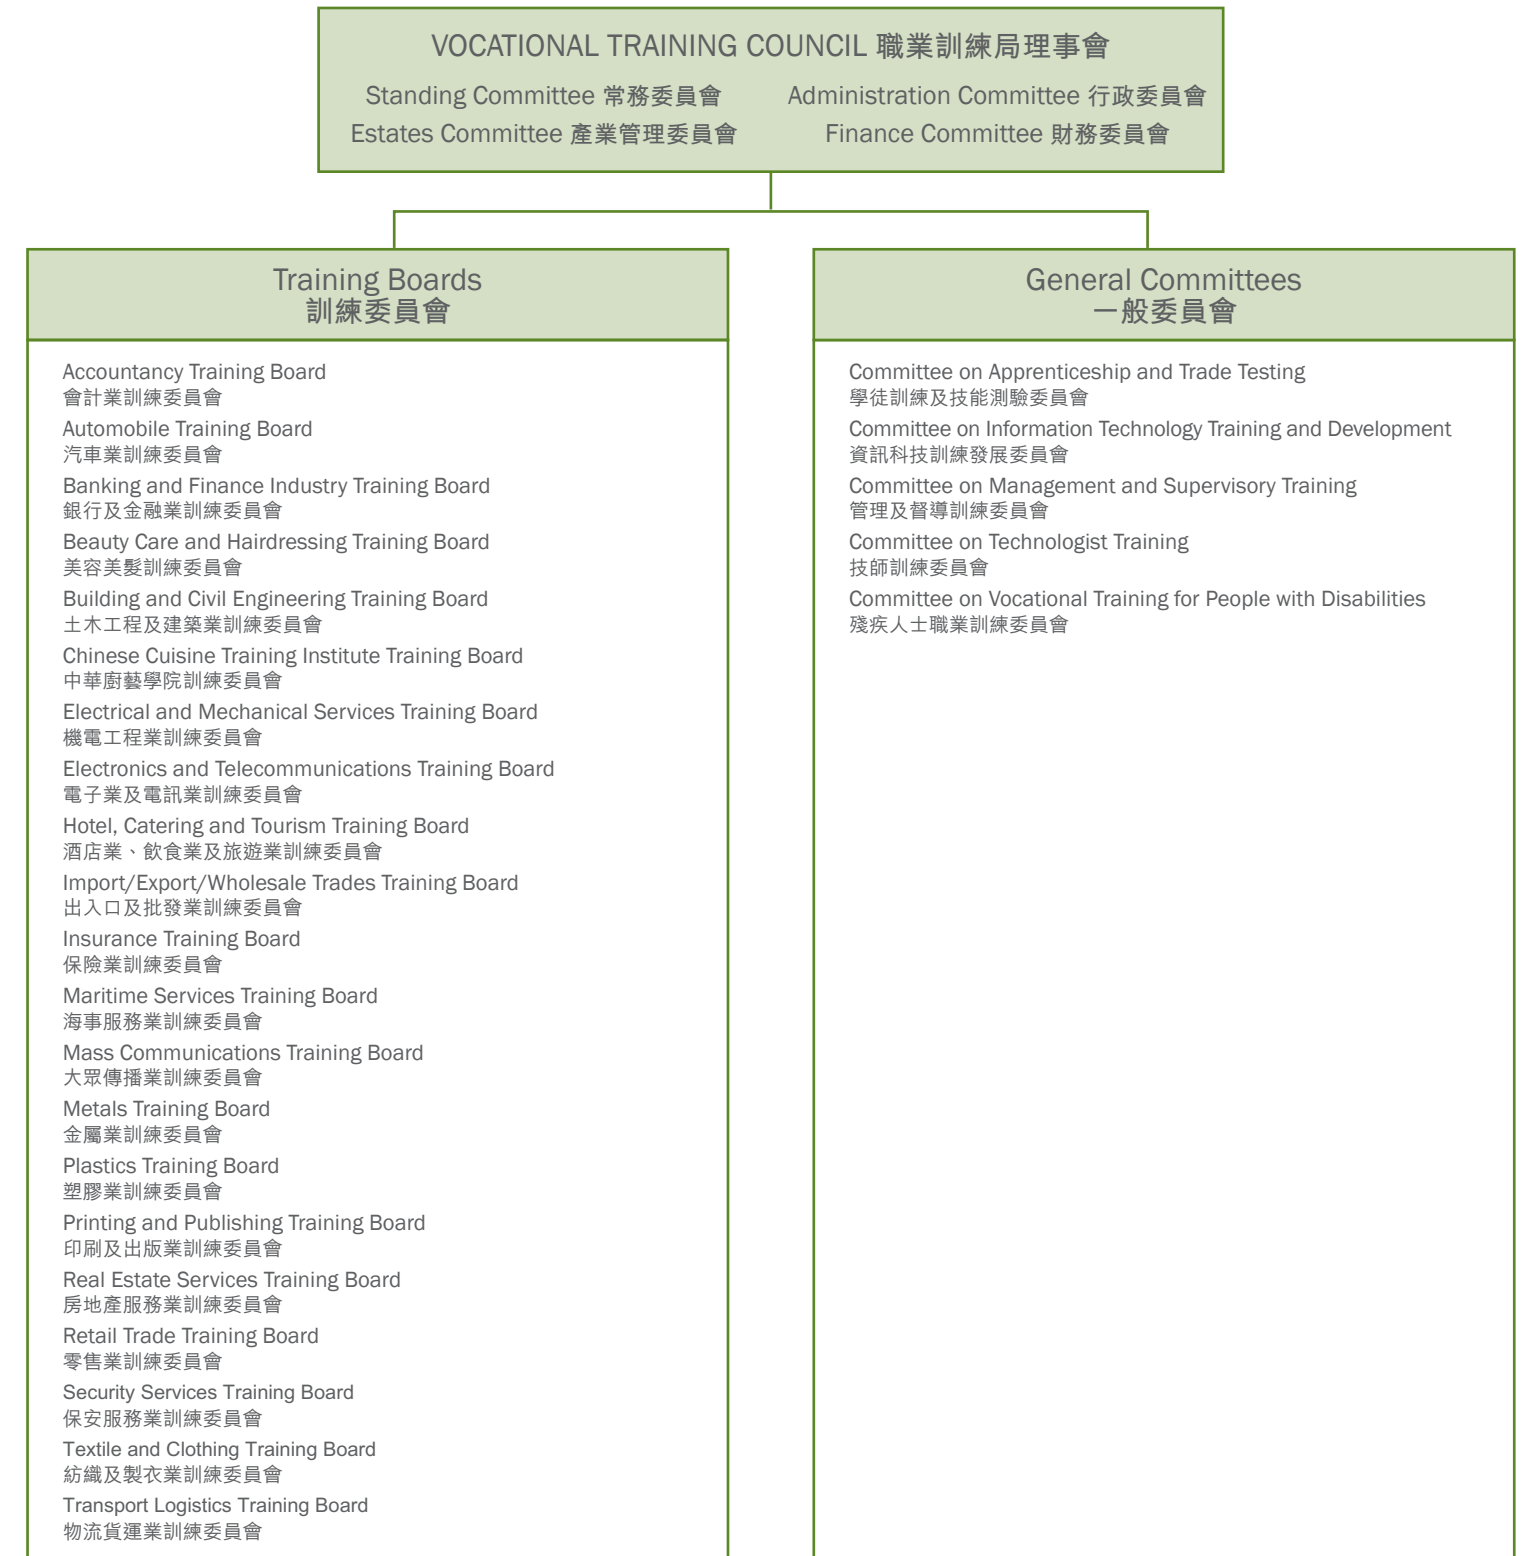 VOCATIONAL TRAINING COUNCIL 職業訓練局理事會
Standing Committee 常務委員會
Administration Committee 行政委員會
Estates Committee 產業管理委員會
Finance Committee 財務委員會
Training Boards
訓練委員會
Accountancy Training Board
會計業訓練委員會
Automobile Training Board
汽車業訓練委員會
Banking and Finance Industry Training Board
銀行及金融業訓練委員會
Beauty Care and Hairdressing Training Board
美容美髮訓練委員會
Building and Civil Engineering Training Board
土木工程及建築業訓練委員會
Chinese Cuisine Training Institute Training Board
中華廚藝學院訓練委員會
Electrical and Mechanical Services Training Board
機電工程業訓練委員會
Electronics and Telecommunications Training Board
電子業及電訊業訓練委員會
Hotel, Catering and Tourism Training Board
酒店業、飲食業及旅遊業訓練委員會
Import/Export/Wholesale Trades Training Board
出入口及批發業訓練委員會
Insurance Training Board
保險業訓練委員會
Maritime Services Training Board
海事服務業訓練委員會
Mass Communications Training Board
大眾傳播業訓練委員會
Metals Training Board
金屬業訓練委員會
Plastics Training Board
塑膠業訓練委員會
Printing and Publishing Training Board
印刷及出版業訓練委員會
Real Estate Services Training Board
房地產服務業訓練委員會
Retail Trade Training Board
零售業訓練委員會
Security Services Training Board
保安服務業訓練委員會
Textile and Clothing Training Board
紡織及製衣業訓練委員會
Transport Logistics Training Board
物流貨運業訓練委員會
General Committees
一般委員會
Committee on Apprenticeship and Trade Testing
學徒訓練及技能測驗委員會
Committee on Information Technology Training and Development
資訊科技訓練發展委員會
Committee on Management and Supervisory Training
管理及督導訓練委員會
Committee on Technologist Training
技師訓練委員會
Committee on Vocational Training for People with Disabilities
殘疾人士職業訓練委員會